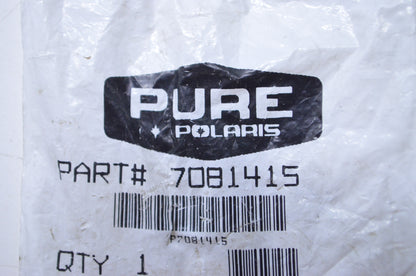 PURE
POLARIS
PART# 7081415
P7081415
QTY 1